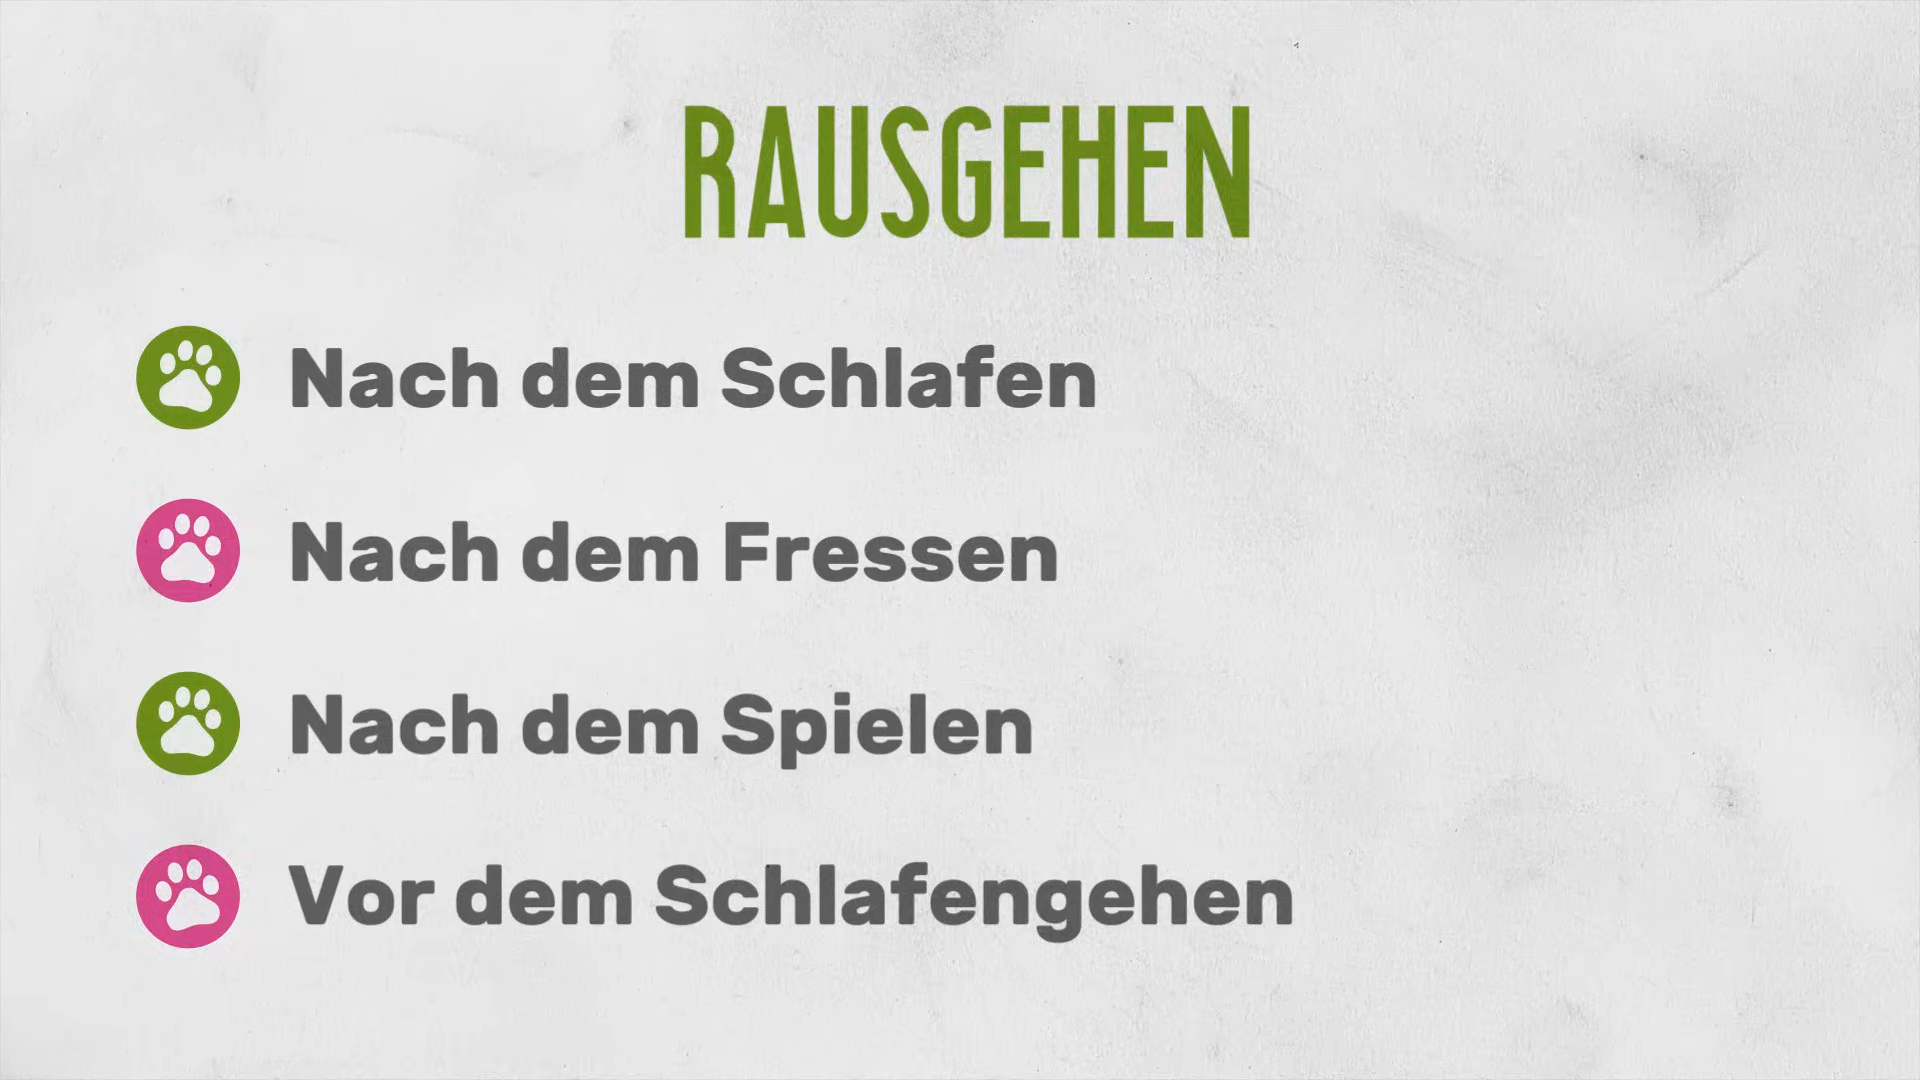 RAUSGEHEN
Nach dem Schlafen
Nach dem Fressen
Nach dem Spielen
Vor dem Schlafengehen